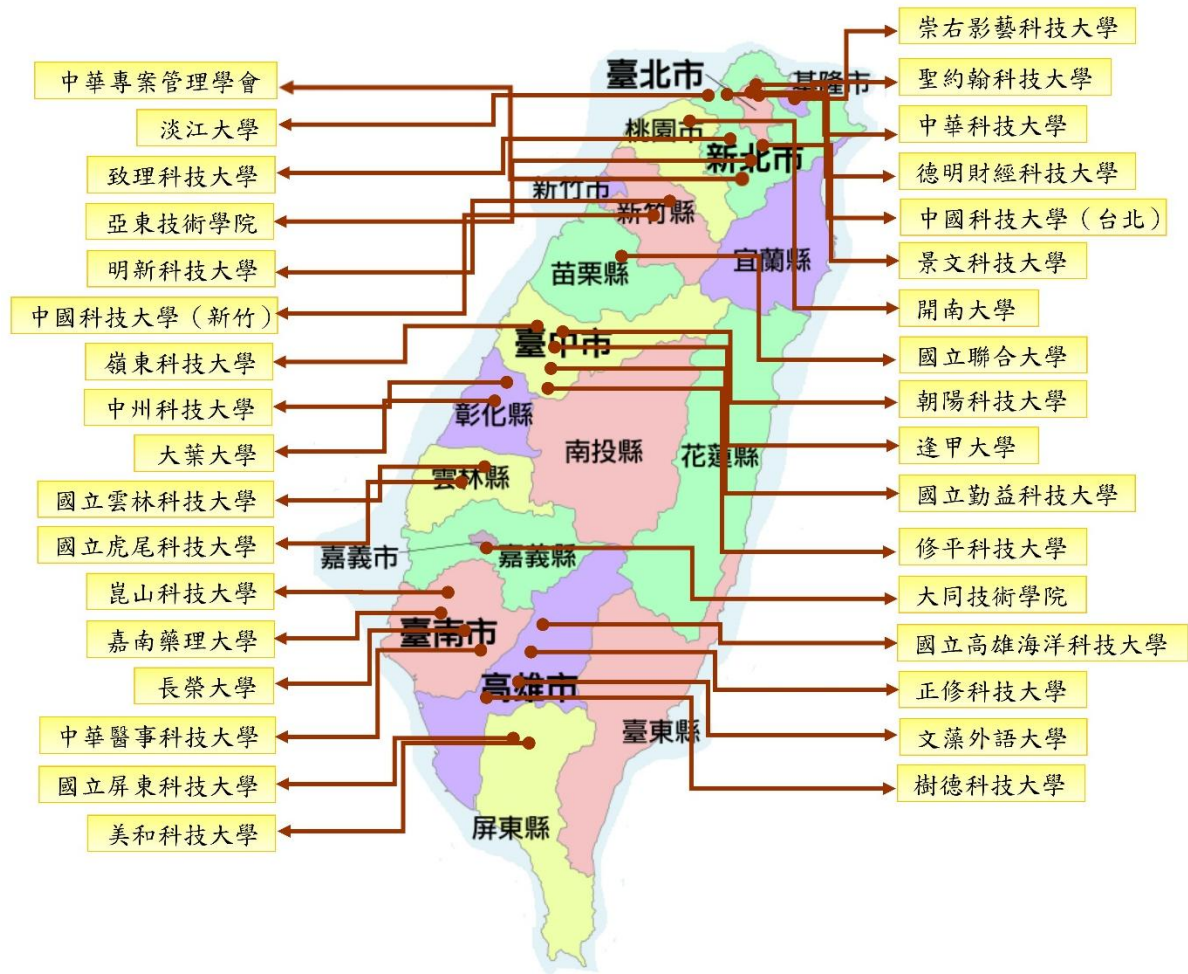 中華專案管理學會
淡江大學
致理科技大學
亞東技術學院
明新科技大學
中國科技大學（新竹）
嶺東科技大學
中州科技大學
大葉大學
國立雲林科技大學
國立虎尾科技大學
崑山科技大學
嘉南藥理大學
長榮大學
中華醫事科技大學
國立屏東科技大學
美和科技大學
臺北市
基隆市
桃園市
新北市
新竹市
新竹縣
宜蘭縣
苗栗縣
臺中市
彰化縣
南投縣
花蓮縣
雲林縣
嘉義市
嘉義縣
臺南市
高雄市
臺東縣
屏東縣
崇右影藝科技大學
聖約翰科技大學
中華科技大學
德明財經科技大學
中國科技大學（台北）
景文科技大學
開南大學
國立聯合大學
朝陽科技大學
逢甲大學
國立勤益科技大學
修平科技大學
大同技術學院
國立高雄海洋科技大學
正修科技大學
文藻外語大學
樹德科技大學